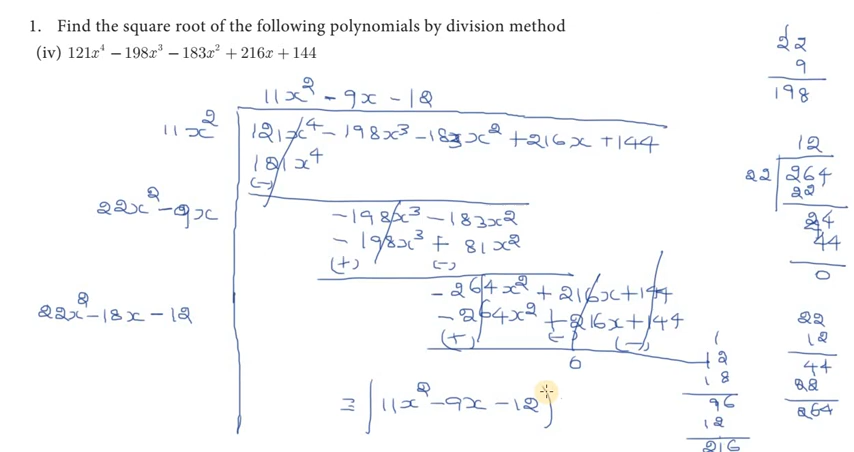 1. Find the square root of the following polynomials by division method
(iv) 121x⁴ − 198x³ − 183x² + 216x + 144
11x² - 9x - 12
11x² 121x⁴ - 198x³ - 183x² + 216x + 144
121x⁴
(-)
22x² - 9x -198x³ - 183x²
- 198x³ + 81x²
(+) (-)
22x² - 18x - 12 - 264x² + 216x + 144
- 264x² + 216x + 144
(+) (-) (-)
0
= |11x² - 9x - 12|
22
9
198
12
22 264
22
24
44
0
22
12
44
22
264
1
12
18
96
12
216